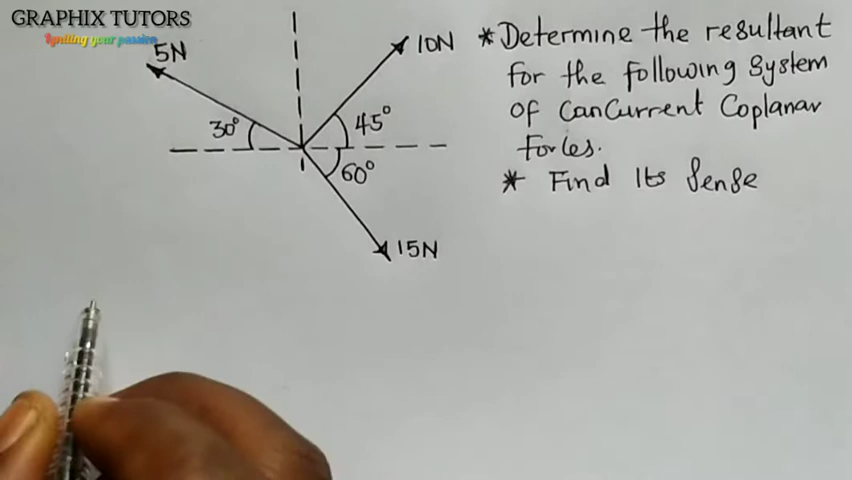 GRAPHIX TUTORS
Igniting your passion
5N
10N
30°
45°
60°
15N
*Determine the resultant
for the following System
Of ConCurrent Coplanar
forces.
* Find Its Sense